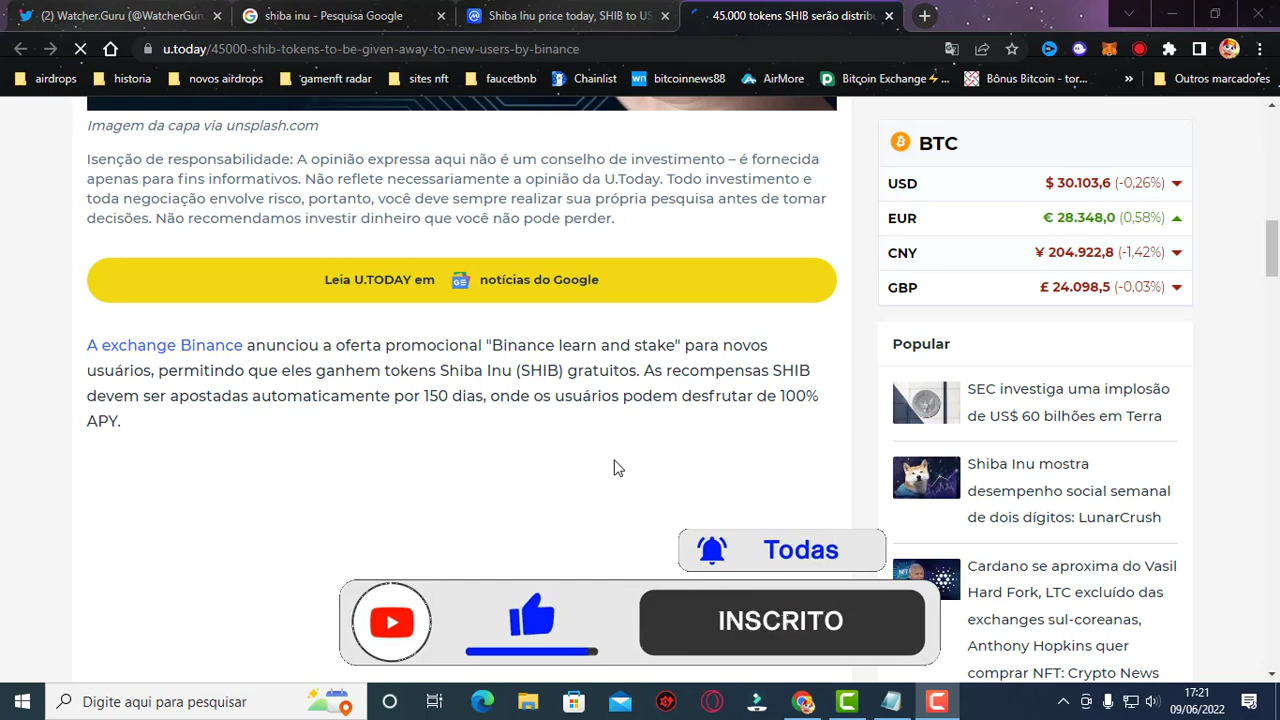 (2) Watcher.Guru (@WatcherGu
shiba inu - Pesquisa Google
Shiba Inu price today, SHIB to US
45.000 tokens SHIB serão distribu
u.today/45000-shib-tokens-to-be-given-away-to-new-users-by-binance
airdrops
historia
novos airdrops
'gamenft radar
sites nft
faucetbnb
Chainlist
bitcoinnews88
AirMore
Bitcoin Exchange⚡...
Bônus Bitcoin - tor...
»
Outros marcadores
Imagem da capa via unsplash.com
Isenção de responsabilidade: A opinião expressa aqui não é um conselho de investimento – é fornecida
apenas para fins informativos. Não reflete necessariamente a opinião da U.Today. Todo investimento e
toda negociação envolve risco, portanto, você deve sempre realizar sua própria pesquisa antes de tomar
decisões. Não recomendamos investir dinheiro que você não pode perder.
Leia U.TODAY em notícias do Google
A exchange Binance anunciou a oferta promocional "Binance learn and stake" para novos
usuários, permitindo que eles ganhem tokens Shiba Inu (SHIB) gratuitos. As recompensas SHIB
devem ser apostadas automaticamente por 150 dias, onde os usuários podem desfrutar de 100%
APY.
BTC
USD $ 30.103,6 (-0,26%)
EUR € 28.348,0 (0,58%)
CNY ¥ 204.922,8 (-1,42%)
GBP £ 24.098,5 (-0,03%)
Popular
SEC investiga uma implosão
de US$ 60 bilhões em Terra
Shiba Inu mostra
desempenho social semanal
de dois dígitos: LunarCrush
Cardano se aproxima do Vasil
Hard Fork, LTC excluído das
exchanges sul-coreanas,
Anthony Hopkins quer
comprar NFT: Crypto News
Todas
INSCRITO
Digite aqui para pesquisar
17:21
09/06/2022